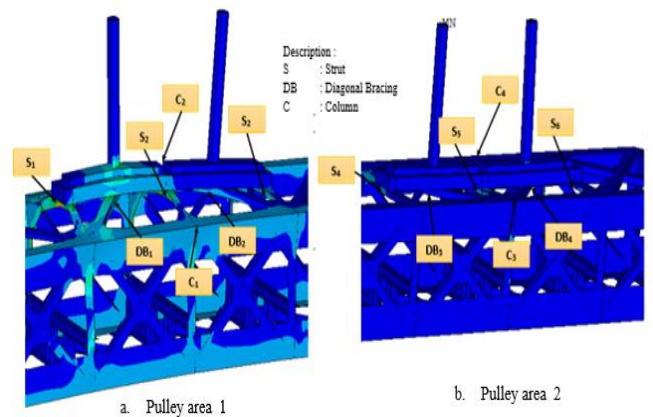 MN
Description :
S : Strut
DB : Diagonal Bracing
C : Column
C2
S2
S2
S1
DB1
DB2
C1
a. Pulley area 1
C4
S5
S6
S4
DB3
C3
DB4
b. Pulley area 2